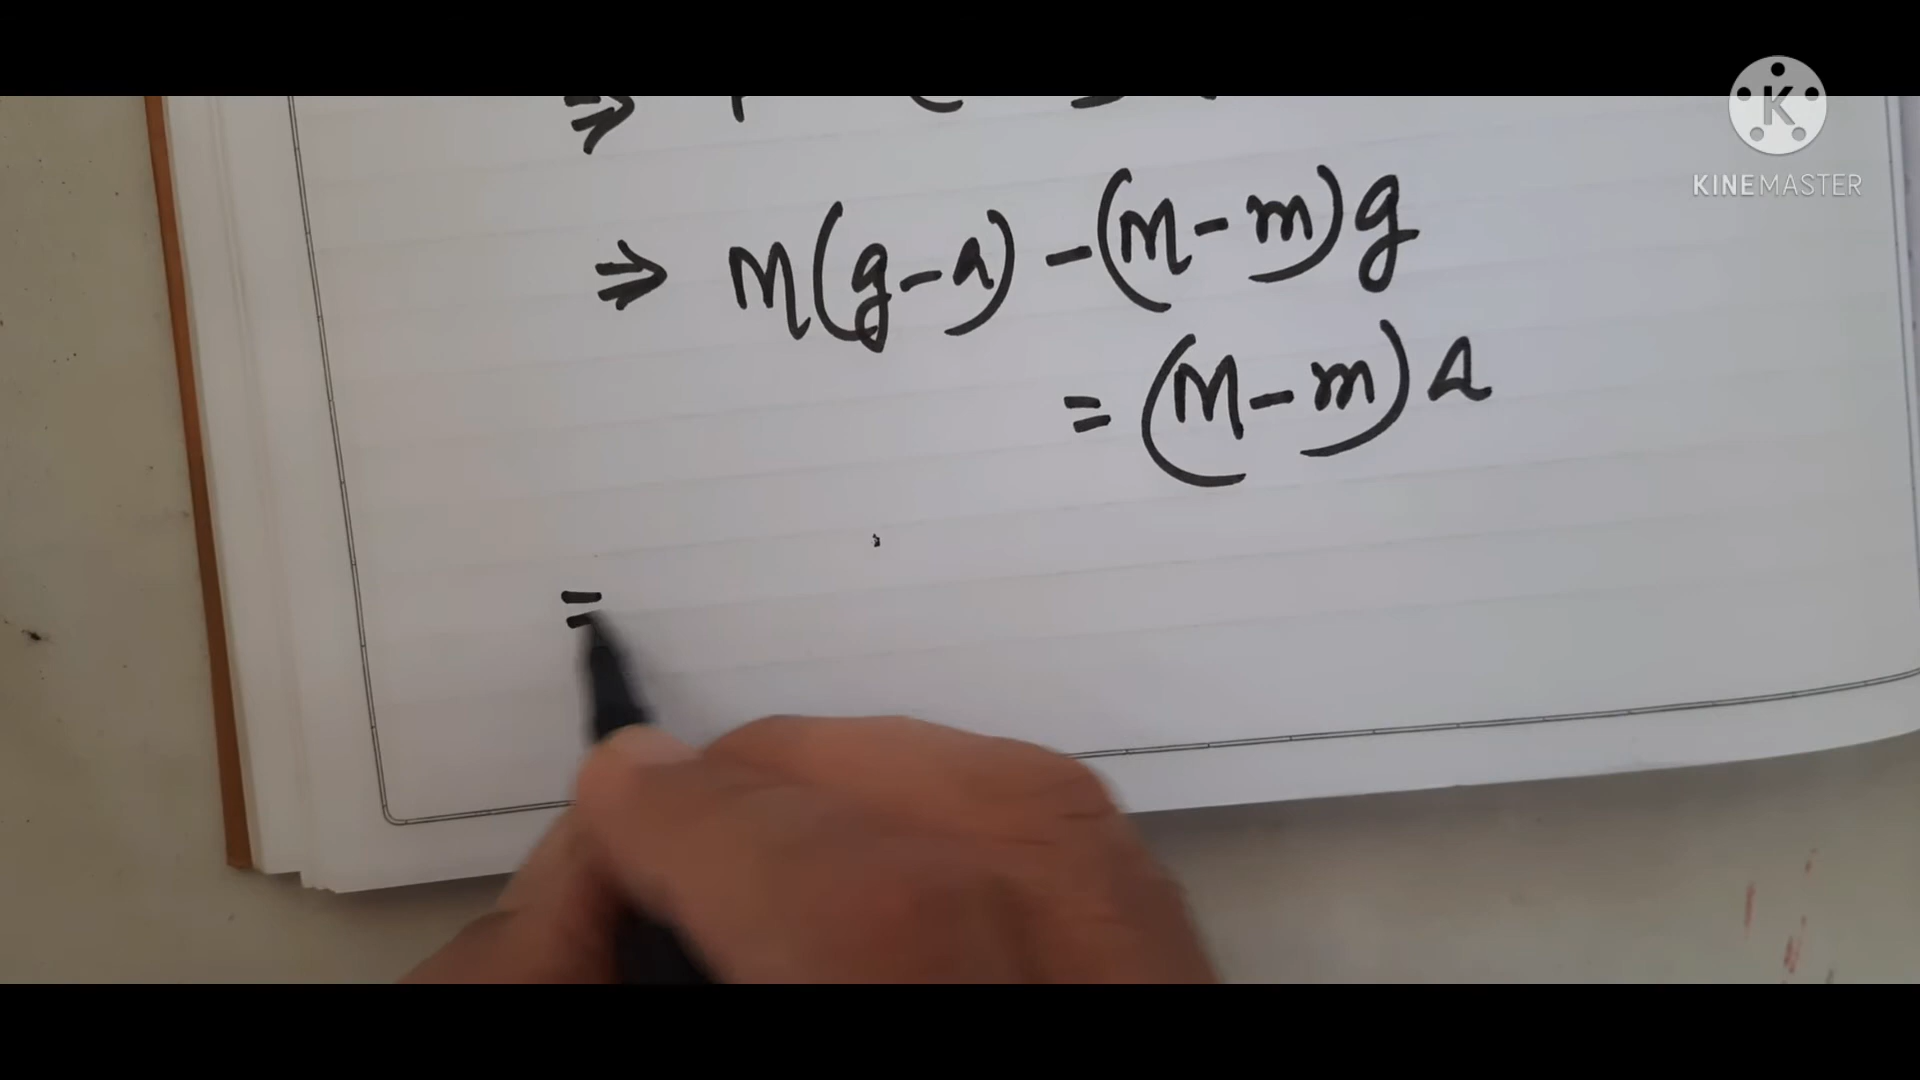 K
KINEMASTER
⇒ M(g-a) - (M-m)g
= (M-m)a
=